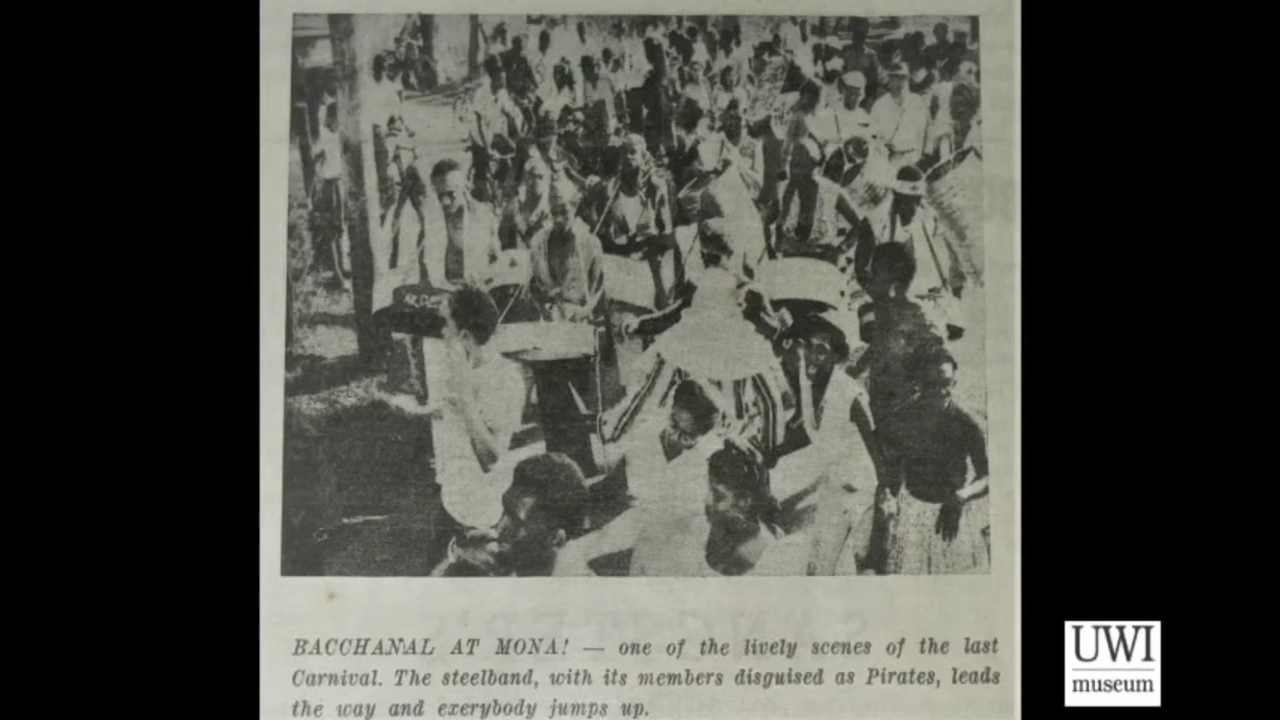 BACCHANAL AT MONA! — one of the lively scenes of the last
Carnival. The steelband, with its members disguised as Pirates, leads
the way and exerybody jumps up.
UWI
museum